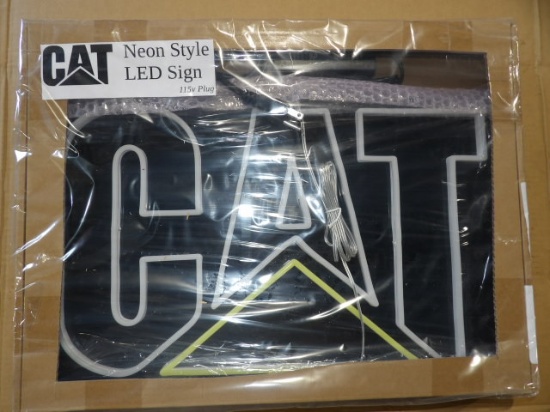 CAT Neon Style
LED Sign
115v Plug
CAT